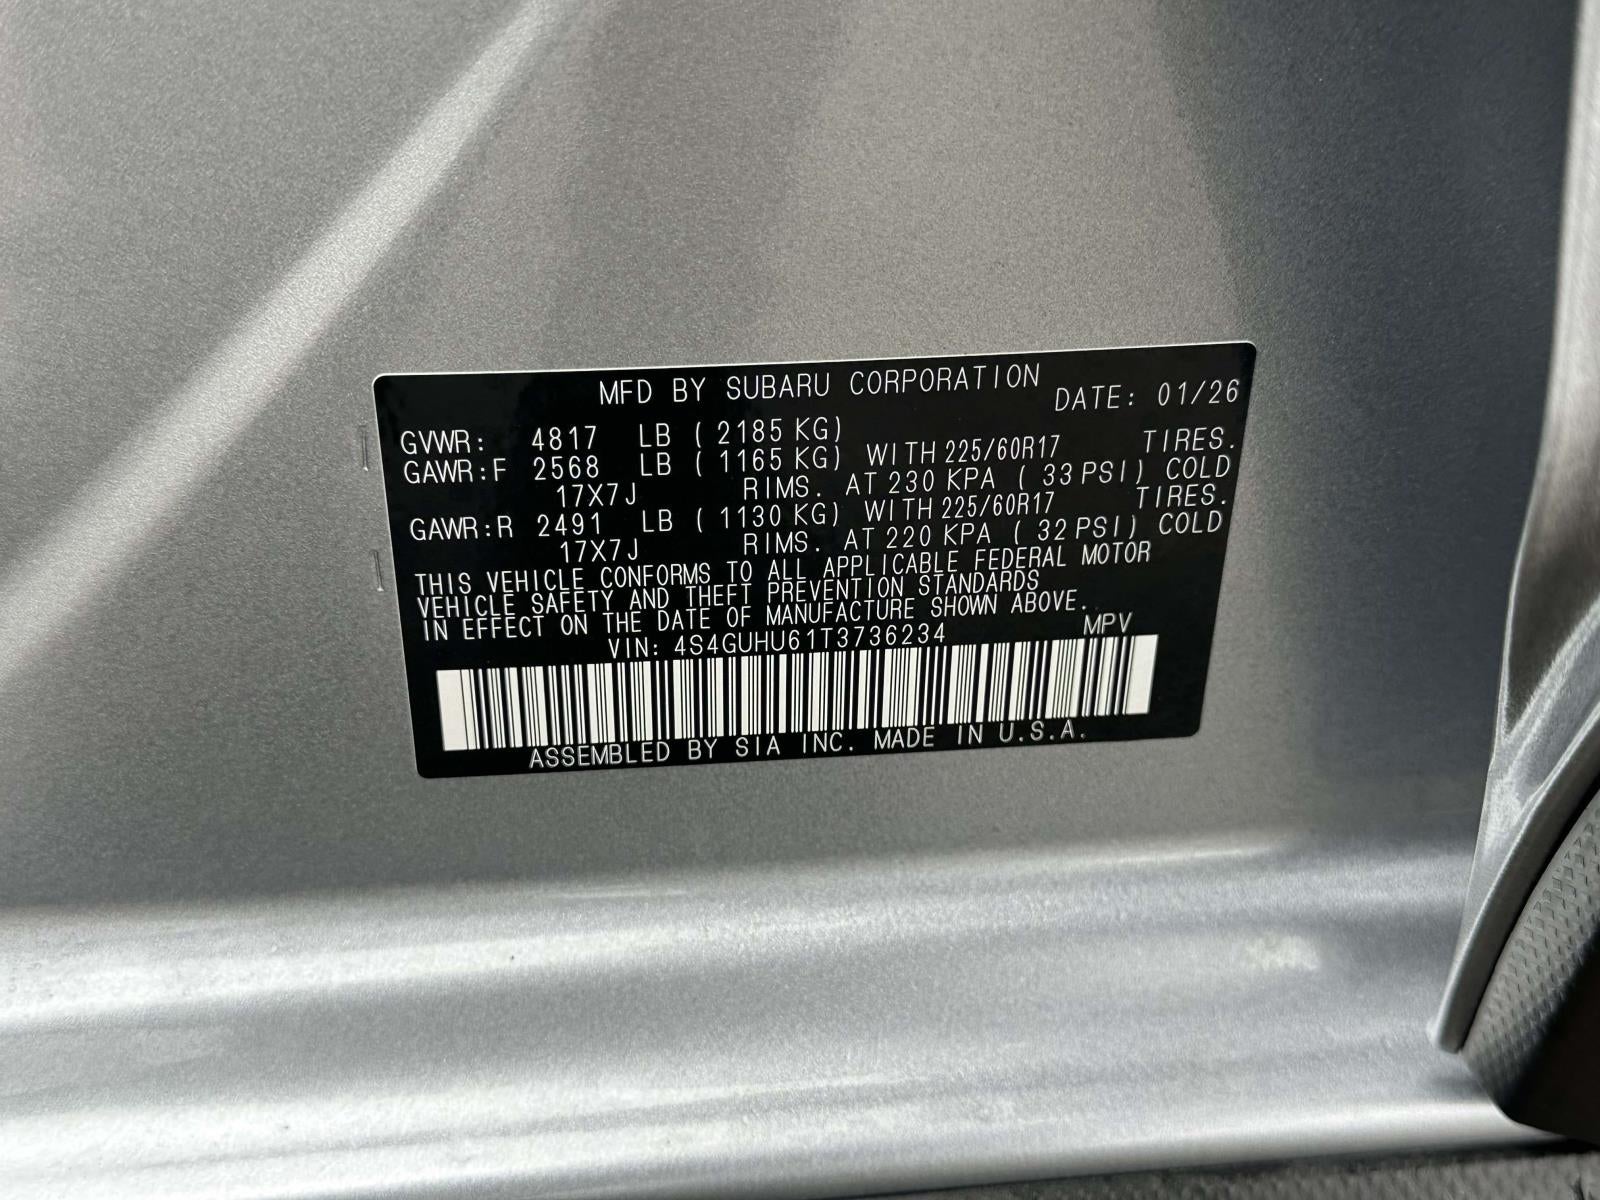 MFD BY SUBARU CORPORATION DATE: 01/26
GVWR: 4817 LB ( 2185 KG)
GAWR:F 2568 LB ( 1165 KG) WITH 225/60R17 TIRES.
17X7J RIMS. AT 230 KPA ( 33 PSI) COLD
GAWR:R 2491 LB ( 1130 KG) WITH 225/60R17 TIRES.
17X7J RIMS. AT 220 KPA ( 32 PSI) COLD
THIS VEHICLE CONFORMS TO ALL APPLICABLE FEDERAL MOTOR
VEHICLE SAFETY AND THEFT PREVENTION STANDARDS
IN EFFECT ON THE DATE OF MANUFACTURE SHOWN ABOVE.
VIN: 4S4GUHU61T3736234 MPV
ASSEMBLED BY SIA INC. MADE IN U.S.A.